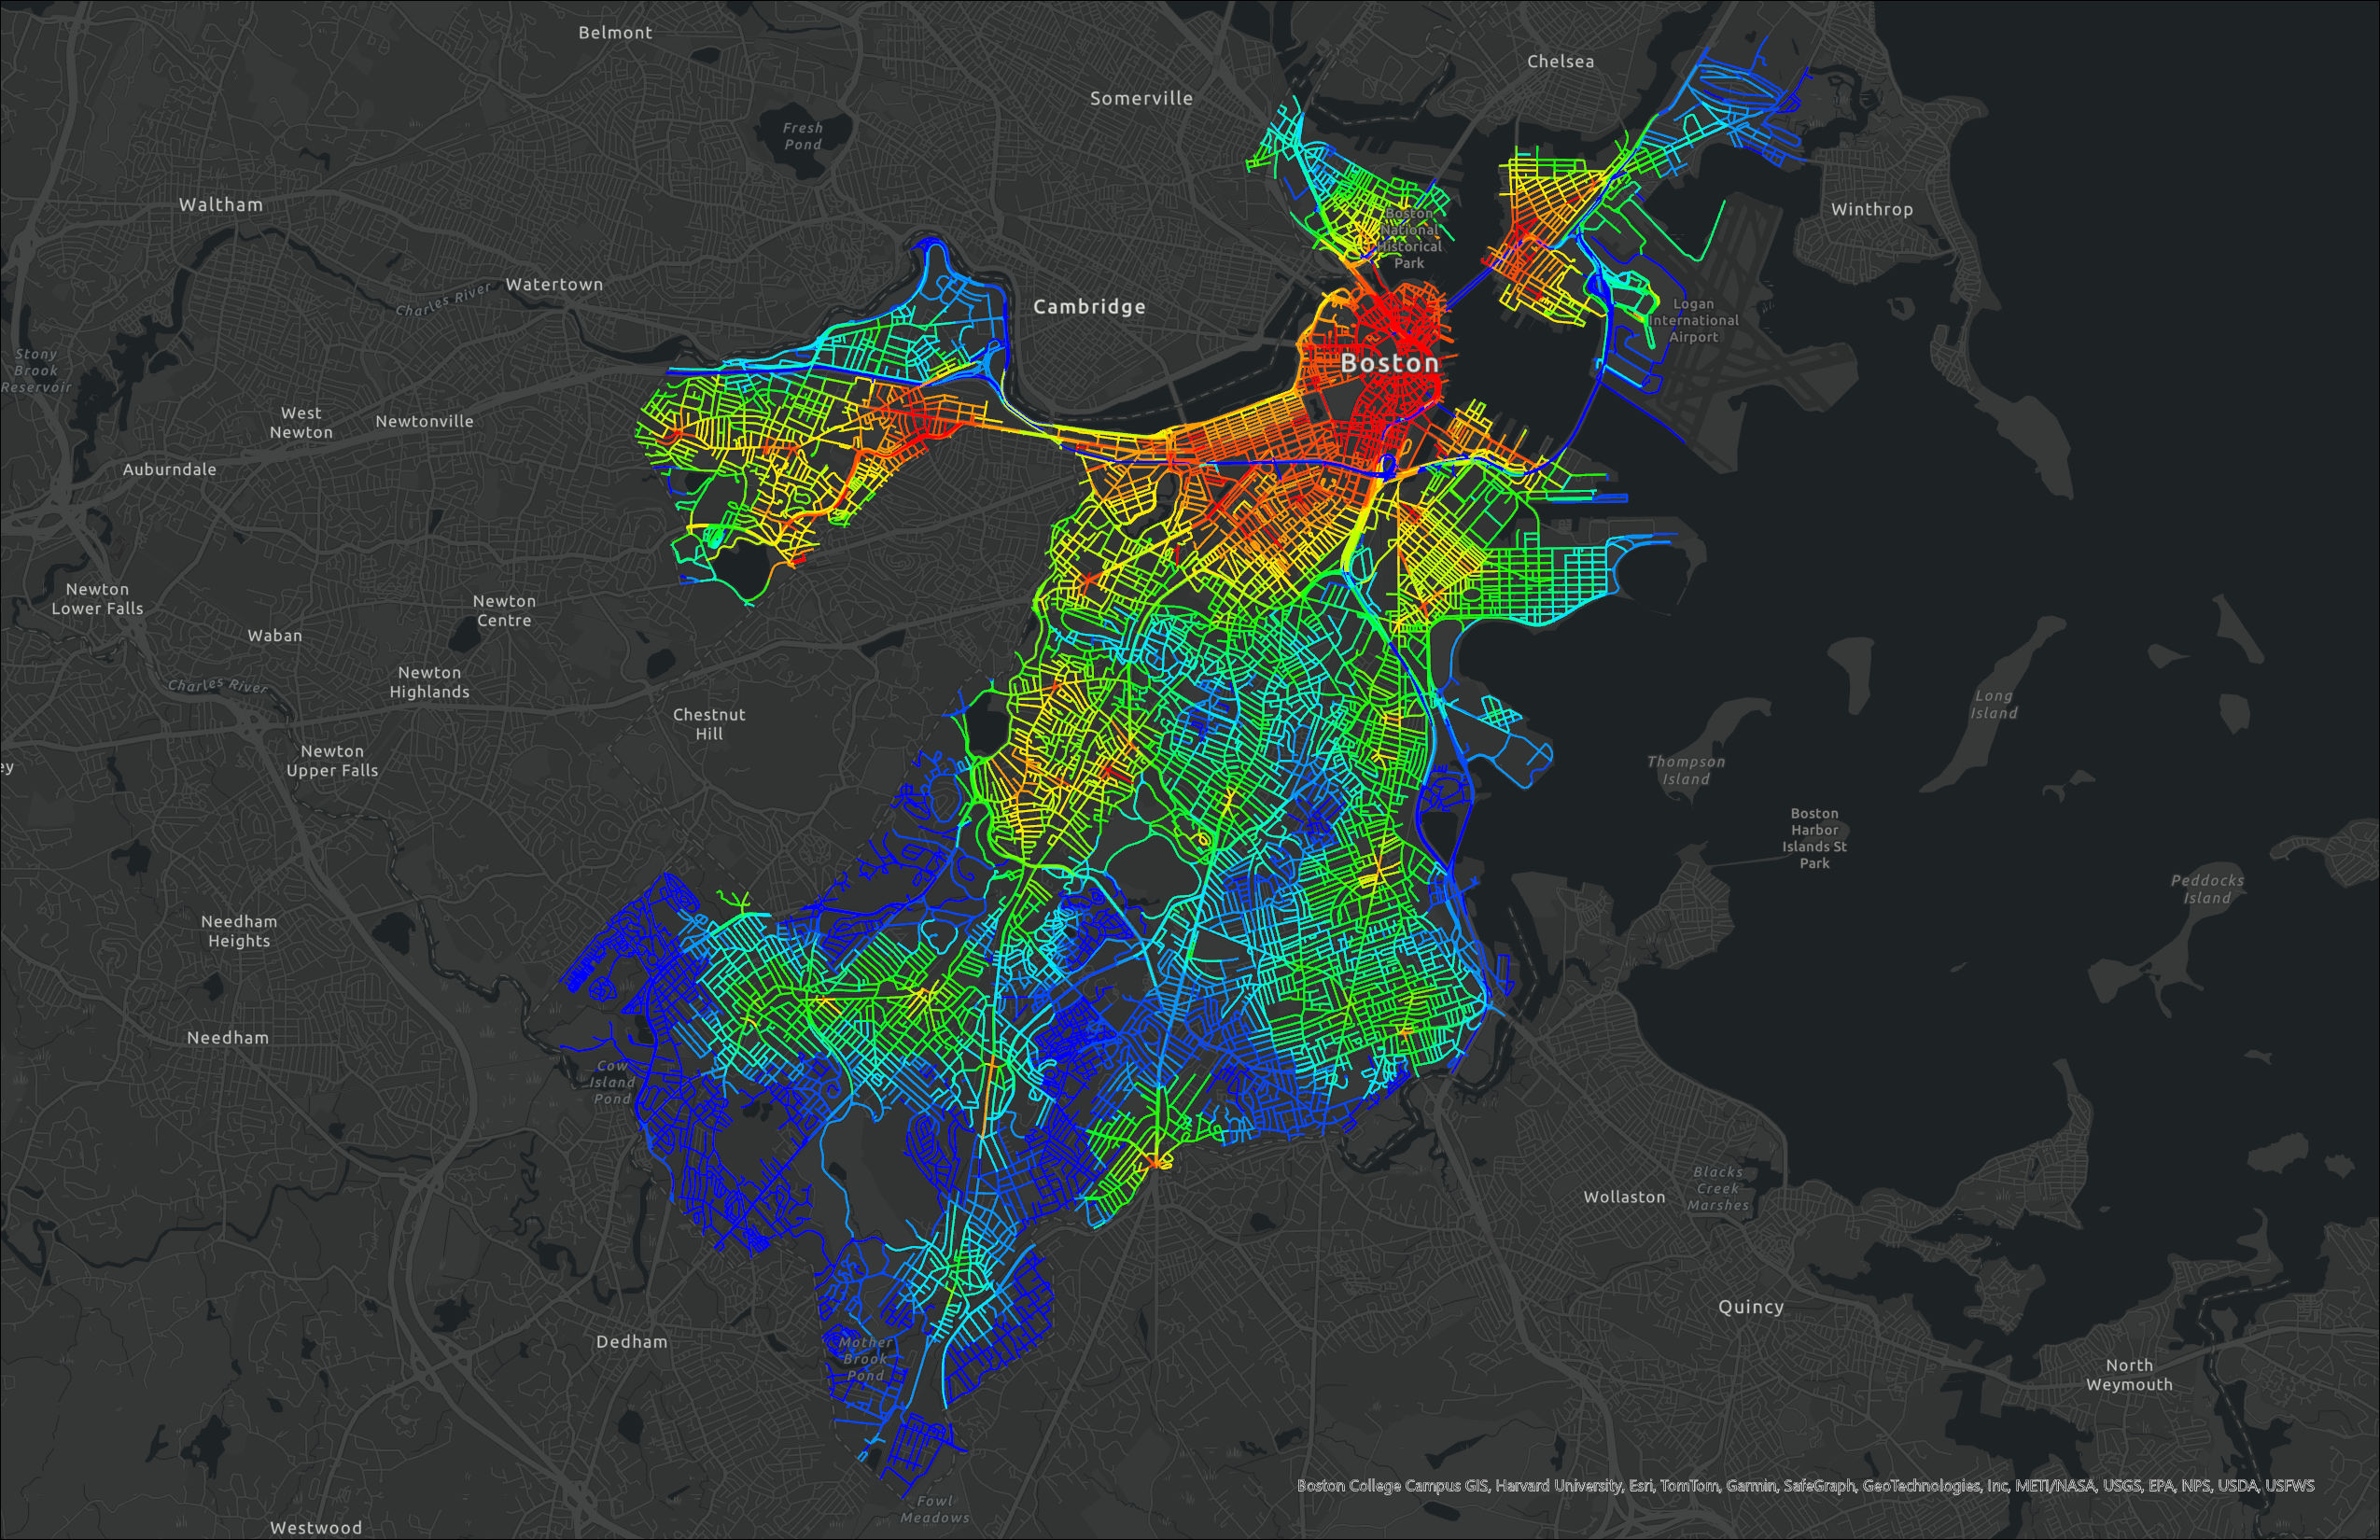 Belmont
Chelsea
Somerville
Fresh
Pond
Waltham
Winthrop
Boston
National
Historical
Park
Watertown
Charles River
Cambridge
Logan
International
Airport
Stony
Brook
Reservoir
Boston
West
Newton
Newtonville
Auburndale
Newton
Lower Falls
Newton
Centre
Waban
Newton
Highlands
Charles River
Long
Island
Chestnut
Hill
Newton
Upper Falls
ey
Thompson
Island
Boston
Harbor
Islands St
Park
Peddocks
Island
Needham
Heights
Needham
Cow
Island
Pond
Blacks
Creek
Marshes
Wollaston
Quincy
Dedham
Mother
Brook
Pond
North
Weymouth
Boston College Campus GIS, Harvard University, Esri, TomTom, Garmin, SafeGraph, GeoTechnologies, Inc, METI/NASA, USGS, EPA, NPS, USDA, USFWS
Fowl
Meadows
Westwood